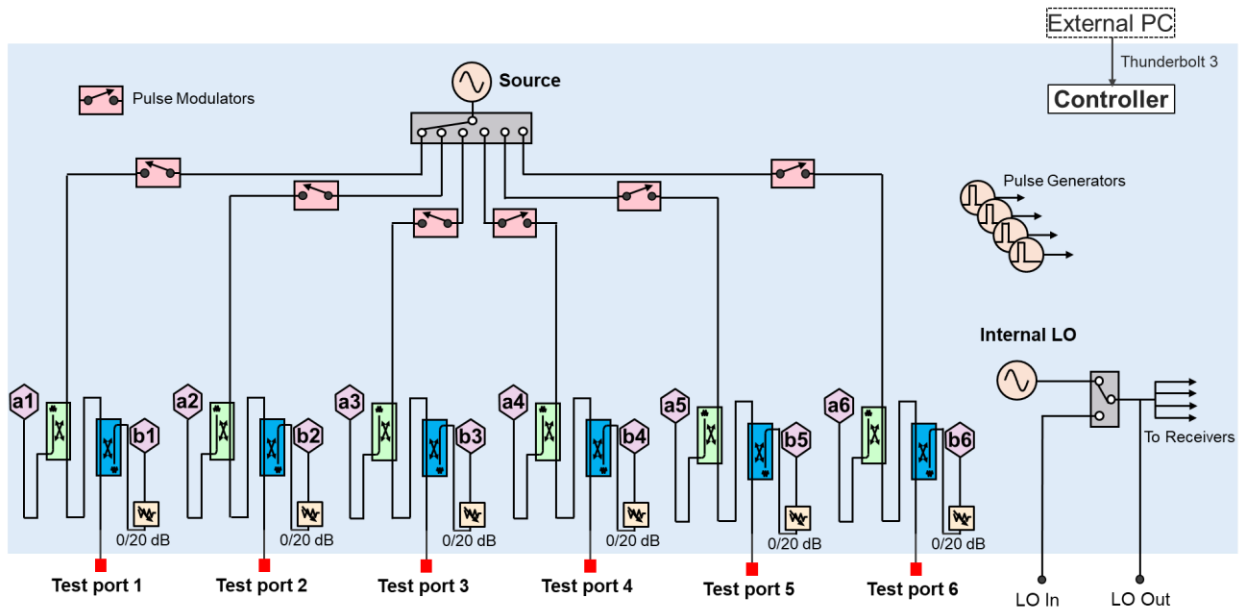 External PC
Thunderbolt 3
Controller
Source
Pulse Modulators
Pulse Generators
Internal LO
To Receivers
a1
a2
a3
a4
a5
a6
b1
b2
b3
b4
b5
b6
0/20 dB
0/20 dB
0/20 dB
0/20 dB
0/20 dB
0/20 dB
Test port 1
Test port 2
Test port 3
Test port 4
Test port 5
Test port 6
LO In
LO Out